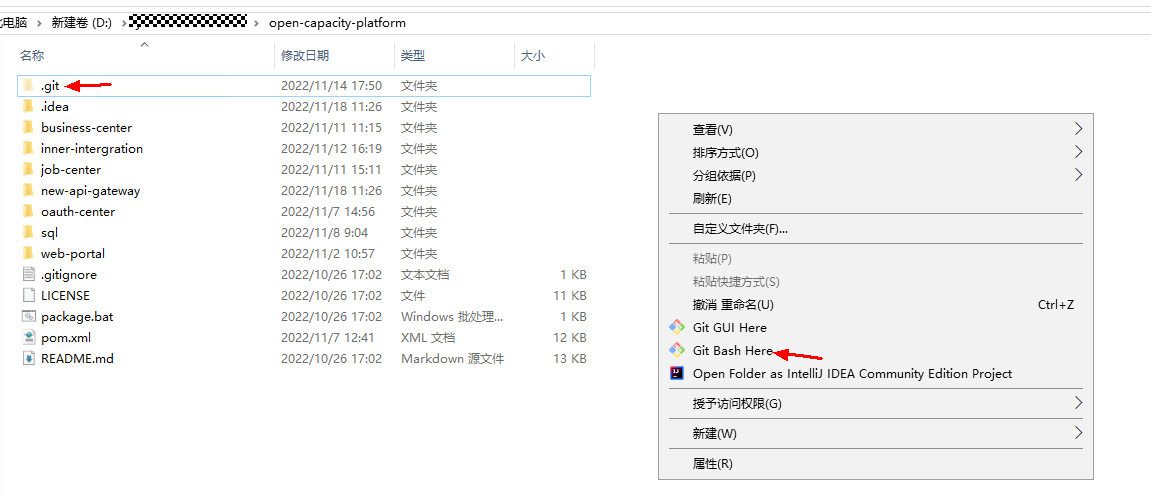 此电脑 › 新建卷 (D:) › › open-capacity-platform
名称 修改日期 类型 大小
.git 2022/11/14 17:50 文件夹
.idea 2022/11/18 11:26 文件夹
business-center 2022/11/11 11:15 文件夹
inner-intergration 2022/11/12 16:19 文件夹
job-center 2022/11/11 15:11 文件夹
new-api-gateway 2022/11/18 11:26 文件夹
oauth-center 2022/11/7 14:56 文件夹
sql 2022/11/8 9:04 文件夹
web-portal 2022/11/2 10:57 文件夹
.gitignore 2022/10/26 17:02 文本文档 1 KB
LICENSE 2022/10/26 17:02 文件 11 KB
package.bat 2022/10/26 17:02 Windows 批处理... 1 KB
pom.xml 2022/11/7 12:41 XML 文档 12 KB
README.md 2022/10/26 17:02 Markdown 源文件 13 KB
查看(V)
排序方式(O)
分组依据(P)
刷新(E)
自定义文件夹(F)...
粘贴(P)
粘贴快捷方式(S)
撤消 重命名(U) Ctrl+Z
Git GUI Here
Git Bash Here
Open Folder as IntelliJ IDEA Community Edition Project
授予访问权限(G)
新建(W)
属性(R)